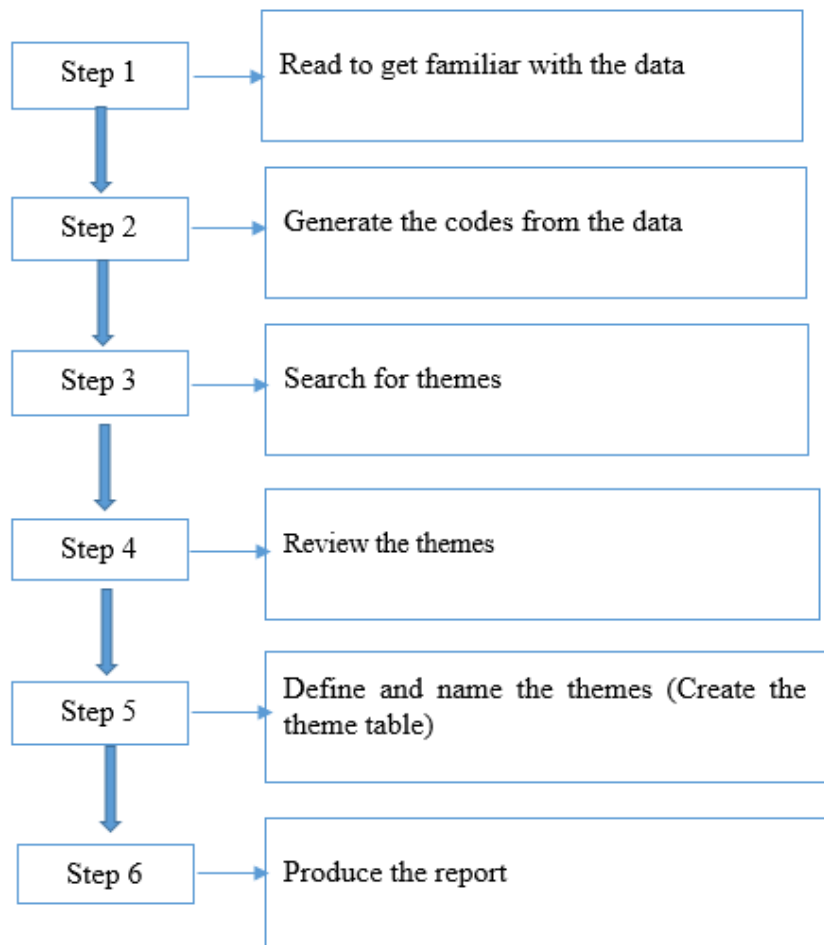 Step 1
Read to get familiar with the data
Step 2
Generate the codes from the data
Step 3
Search for themes
Step 4
Review the themes
Step 5
Define and name the themes (Create the
theme table)
Step 6
Produce the report